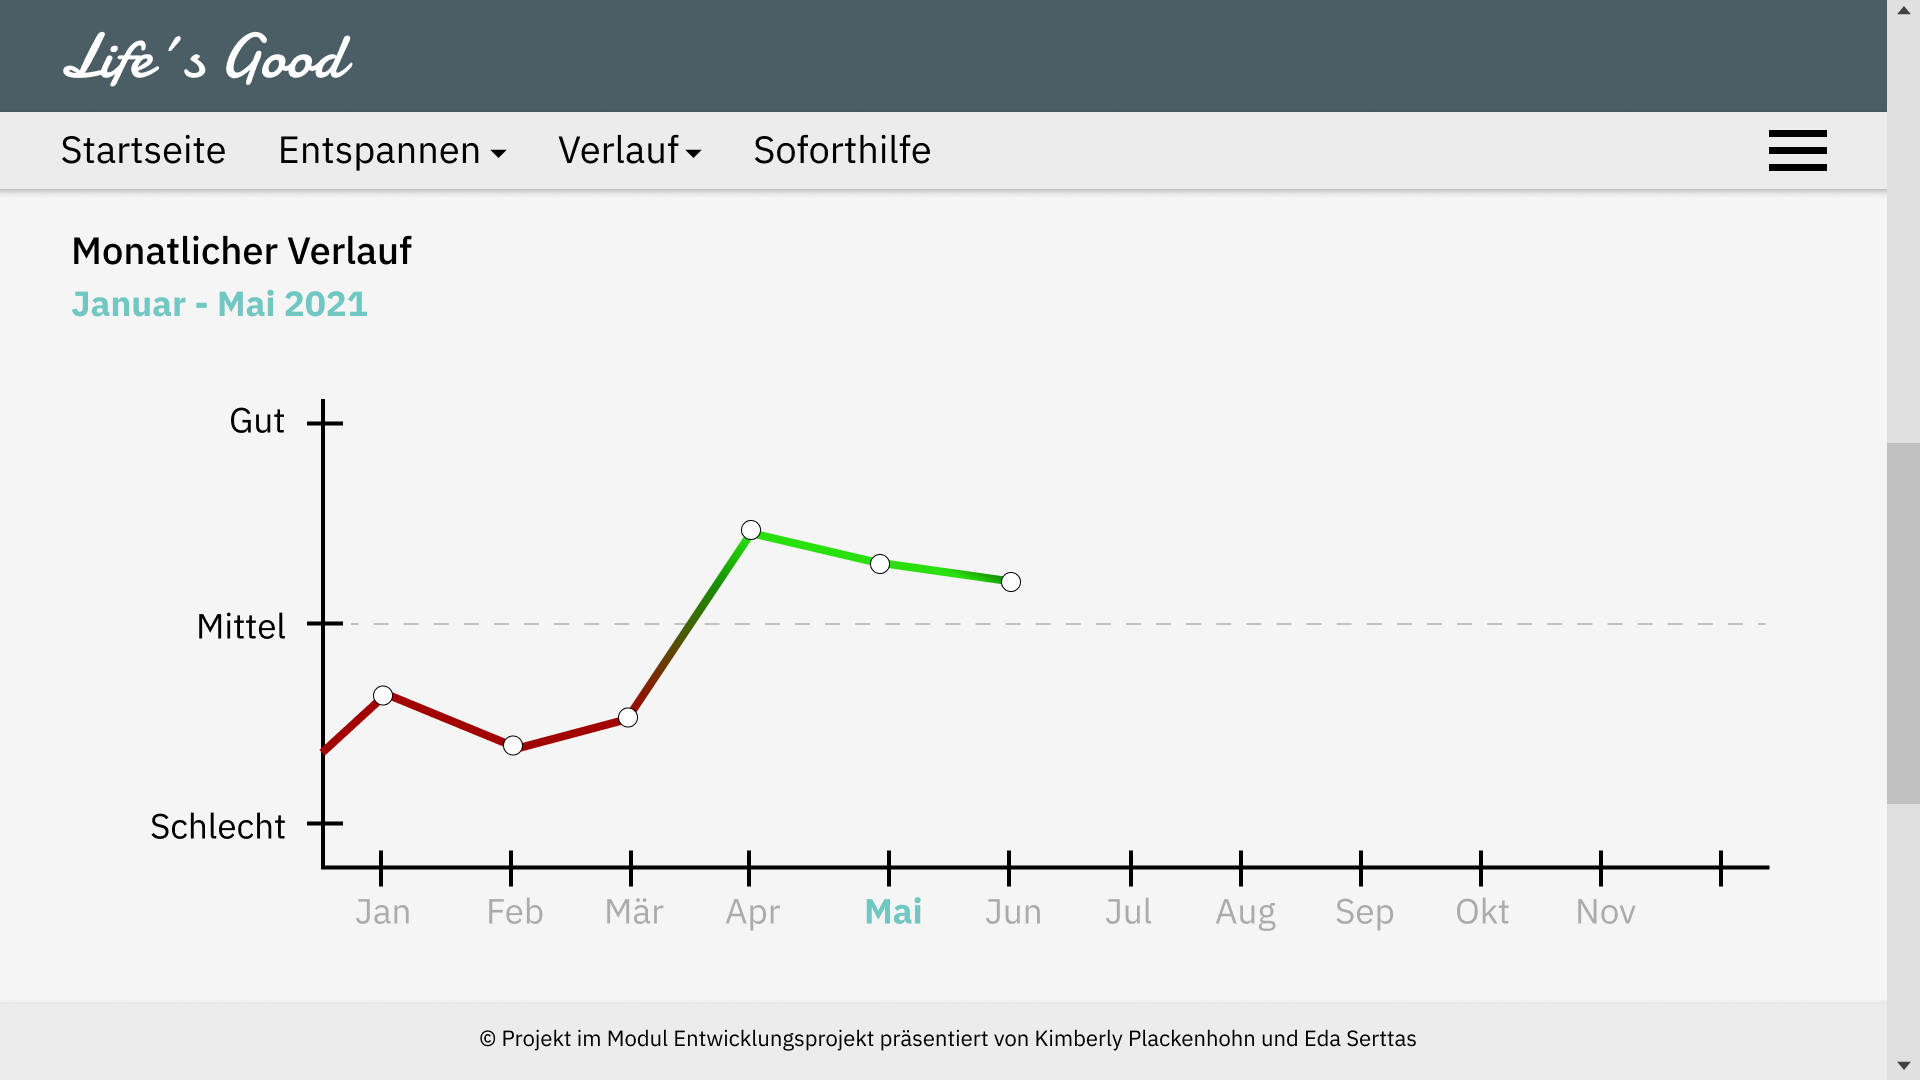 Life´s Good
Startseite Entspannen Verlauf Soforthilfe
Monatlicher Verlauf
Januar - Mai 2021
Gut
Mittel
Schlecht
Jan Feb Mär Apr Mai Jun Jul Aug Sep Okt Nov
© Projekt im Modul Entwicklungsprojekt präsentiert von Kimberly Plackenhohn und Eda Serttas